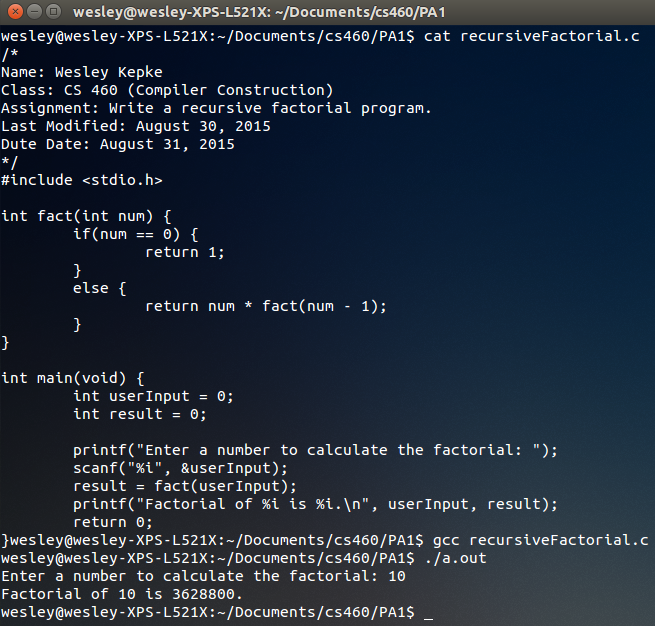 wesley@wesley-XPS-L521X: ~/Documents/cs460/PA1
wesley@wesley-XPS-L521X:~/Documents/cs460/PA1$ cat recursiveFactorial.c
/*
Name: Wesley Kepke
Class: CS 460 (Compiler Construction)
Assignment: Write a recursive factorial program.
Last Modified: August 30, 2015
Dute Date: August 31, 2015
*/
#include <stdio.h>
int fact(int num) {
        if(num == 0) {
                return 1;
        }
        else {
                return num * fact(num - 1);
        }
}
int main(void) {
        int userInput = 0;
        int result = 0;
        printf("Enter a number to calculate the factorial: ");
        scanf("%i", &userInput);
        result = fact(userInput);
        printf("Factorial of %i is %i.\n", userInput, result);
        return 0;
}wesley@wesley-XPS-L521X:~/Documents/cs460/PA1$ gcc recursiveFactorial.c
wesley@wesley-XPS-L521X:~/Documents/cs460/PA1$ ./a.out
Enter a number to calculate the factorial: 10
Factorial of 10 is 3628800.
wesley@wesley-XPS-L521X:~/Documents/cs460/PA1$ _